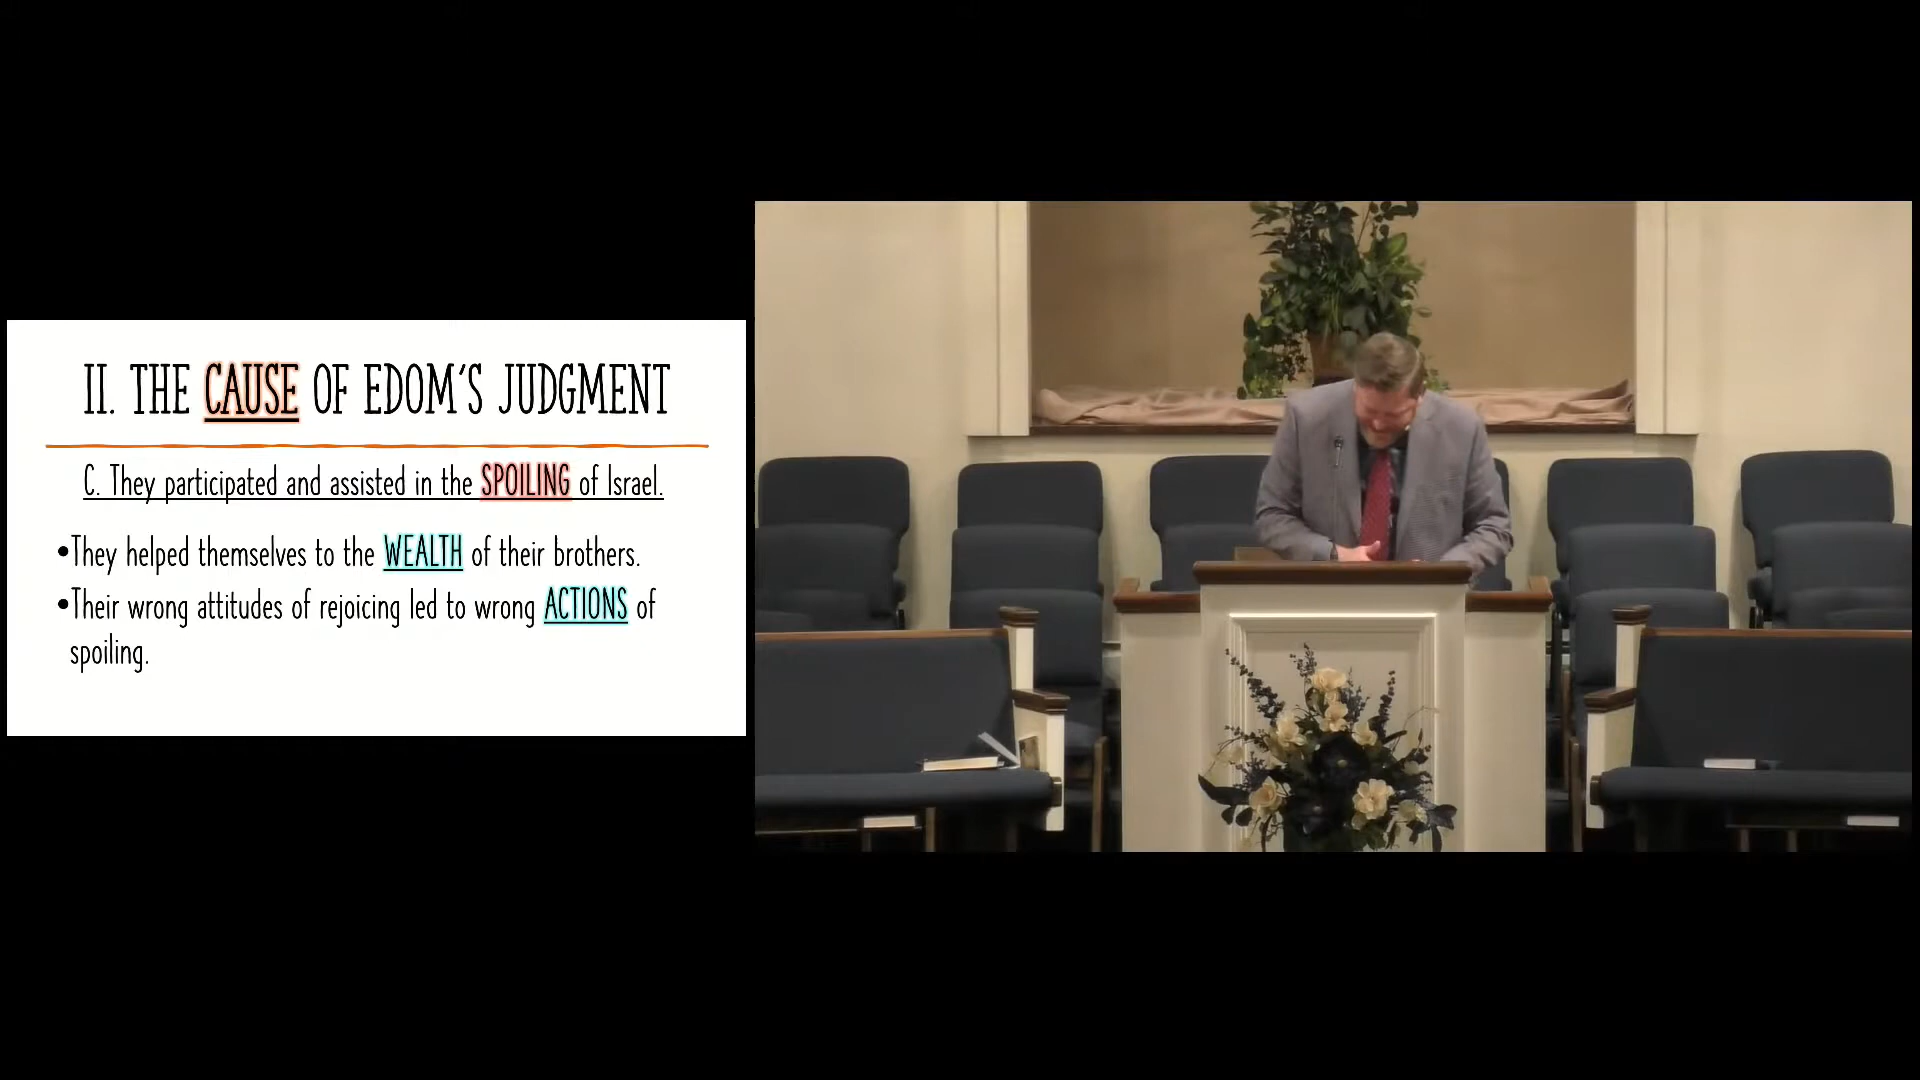 II. THE CAUSE OF EDOM'S JUDGMENT
C. They participated and assisted in the SPOILING of Israel.
•They helped themselves to the WEALTH of their brothers.
•Their wrong attitudes of rejoicing led to wrong ACTIONS of
spoiling.